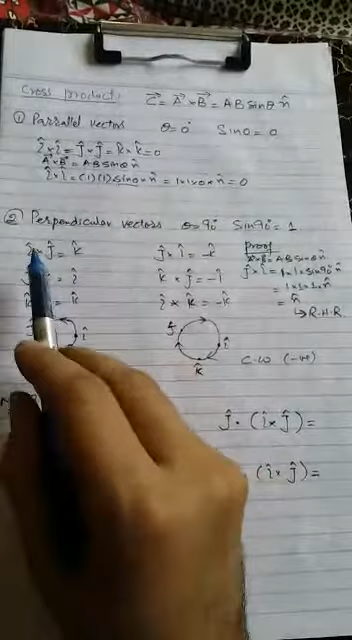 Cross product: C⃗ = A⃗ × B⃗ = AB sinθ n̂
① Parrallel vectors θ=0° Sin0=0
î×î = ĵ×ĵ = k̂×k̂ = 0
A⃗×B⃗ = AB sinθ n̂
î×î = (1)(1) sin0×n̂ = 1×1×0×n̂ = 0
② Perpendicular vectors θ=90° Sin90°=1
ĵ = k̂
= î
= k̂
î
ĵ×î = -k̂
k̂×ĵ = -î
î×k̂ = -k̂
ĵ
î
k̂
Proof
A⃗×B⃗ = AB sinθ n̂
ĵ×î = 1×1×sin90° n̂
= 1×1×1×n̂
= n̂
↳ R.H.R.
C.W (-ve)
ĵ · (î×ĵ) =
(î×ĵ) =